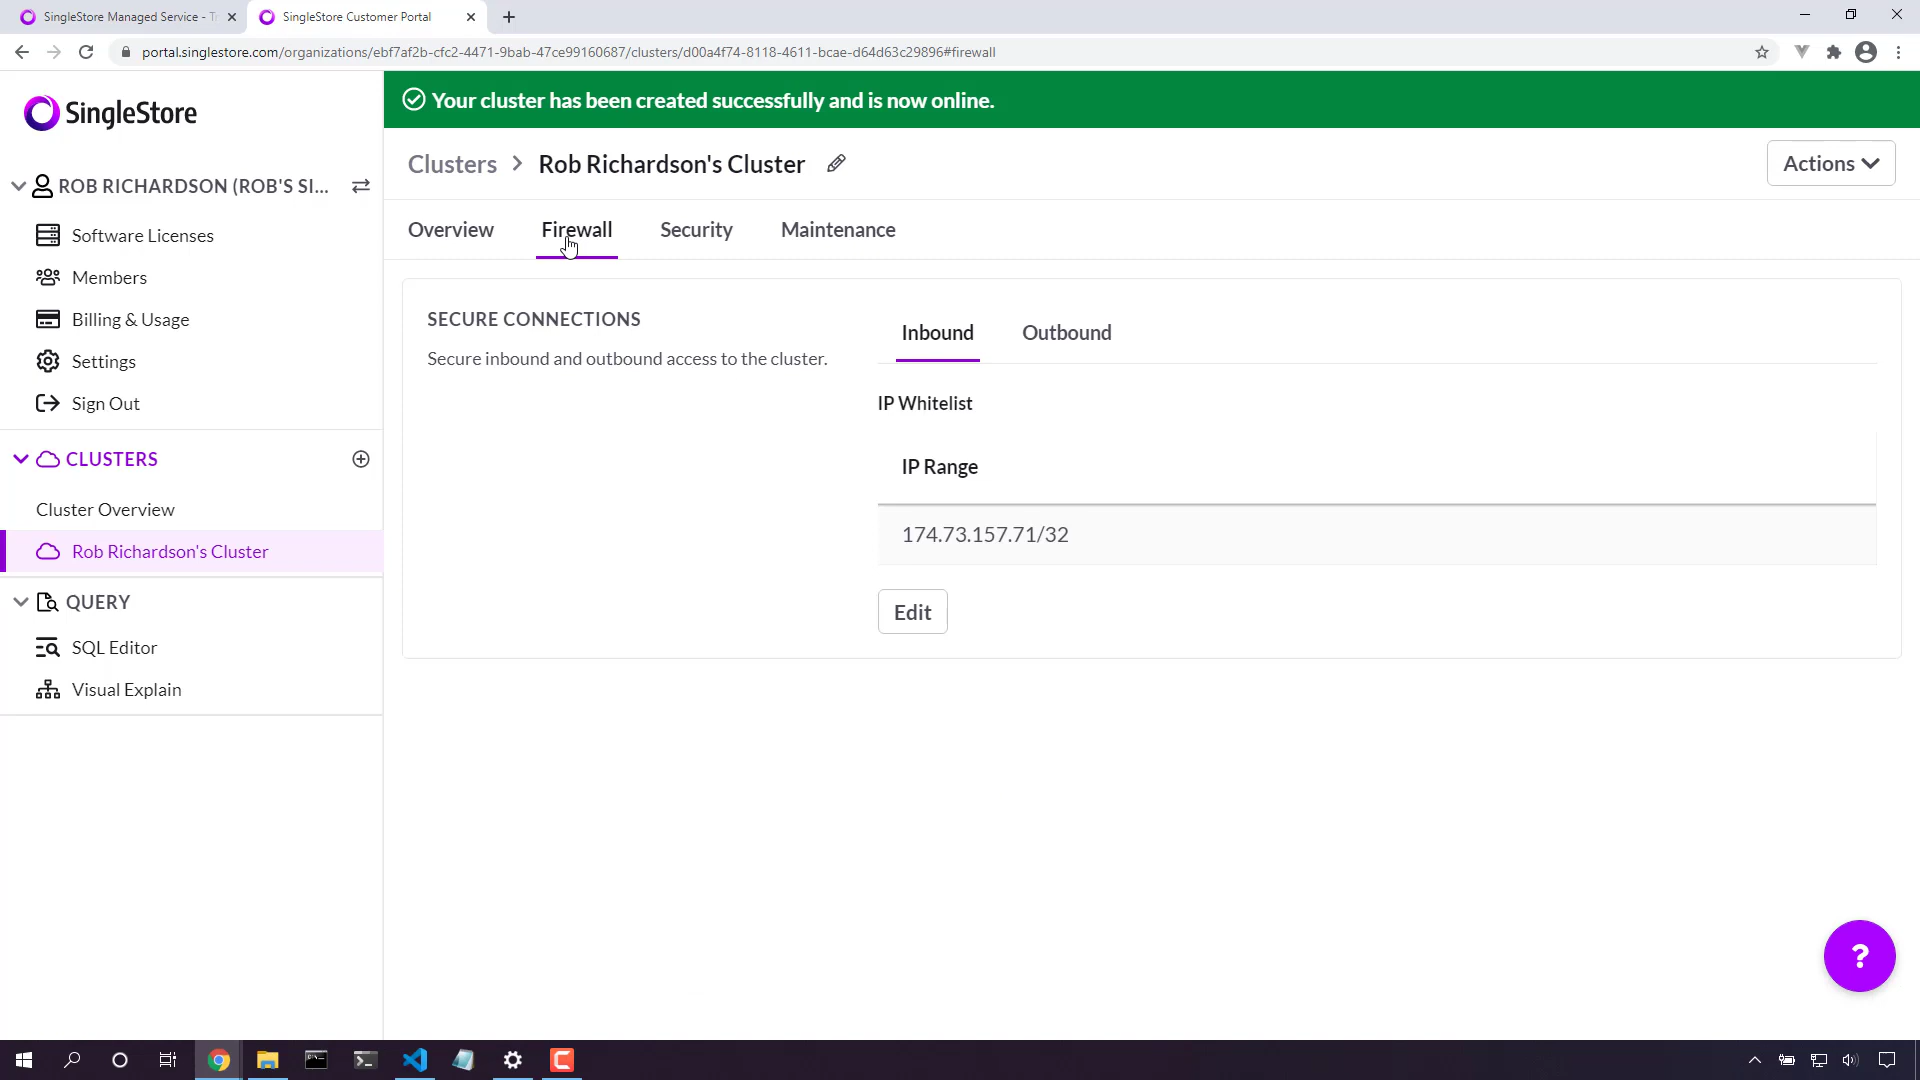 SingleStore Managed Service - Tr
SingleStore Customer Portal
portal.singlestore.com/organizations/ebf7af2b-cfc2-4471-9bab-47ce99160687/clusters/d00a4f74-8118-4611-bcae-d64d63c29896#firewall
SingleStore
ROB RICHARDSON (ROB'S SI...
Software Licenses
Members
Billing & Usage
Settings
Sign Out
CLUSTERS
Cluster Overview
Rob Richardson's Cluster
QUERY
SQL Editor
Visual Explain
Your cluster has been created successfully and is now online.
Clusters > Rob Richardson's Cluster
Actions
Overview Firewall Security Maintenance
SECURE CONNECTIONS
Secure inbound and outbound access to the cluster.
Inbound Outbound
IP Whitelist
IP Range
174.73.157.71/32
Edit
?